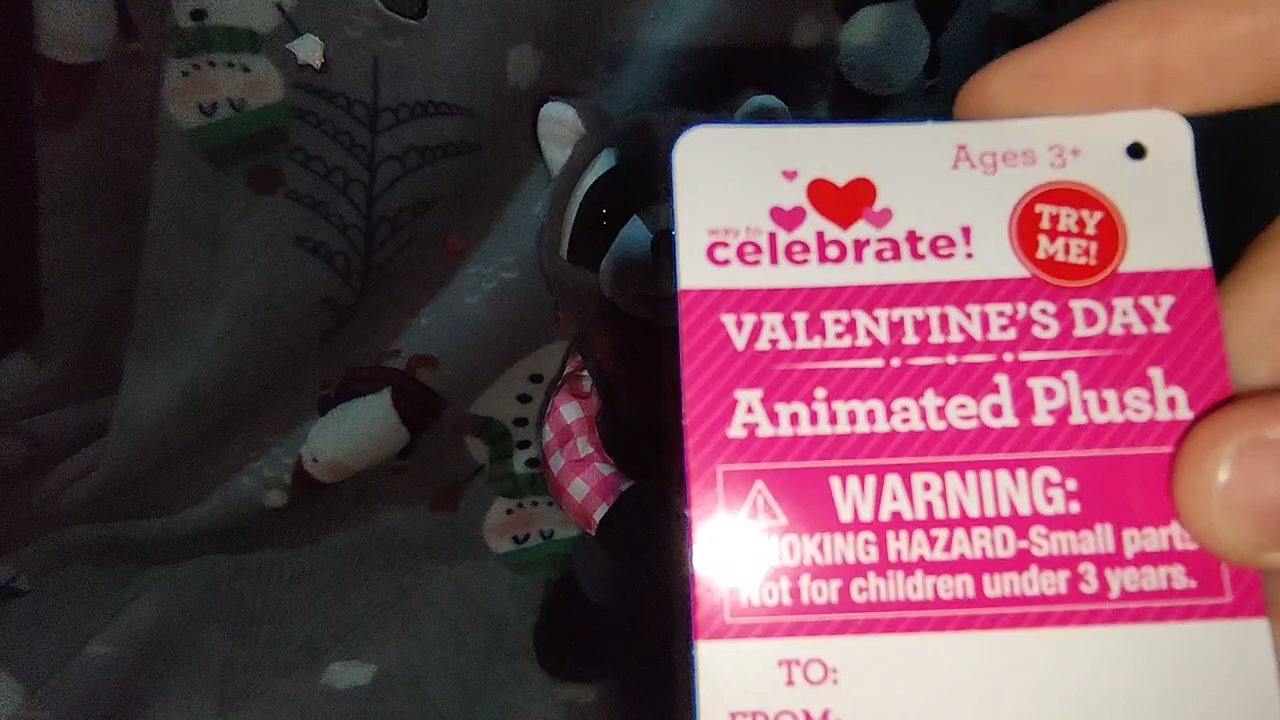 Ages 3+
way to
celebrate!
TRY
ME!
VALENTINE'S DAY
Animated Plush
WARNING:
HOKING HAZARD-Small parts
Not for children under 3 years.
TO:
FROM: